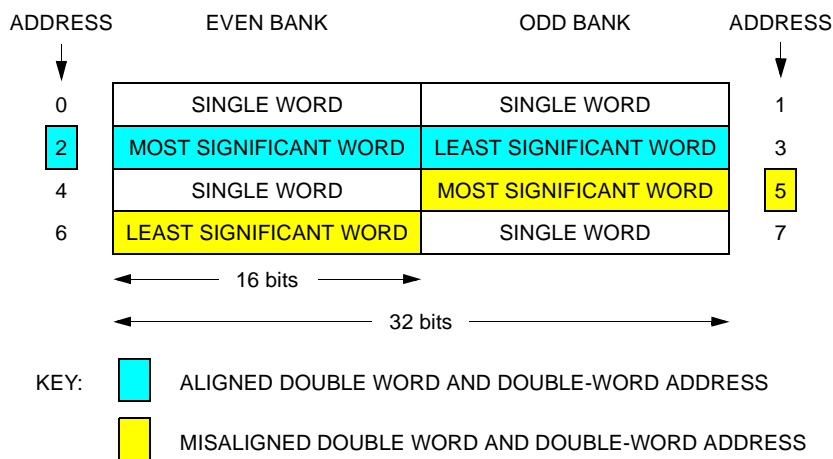 ADDRESS EVEN BANK ODD BANK ADDRESS
0 SINGLE WORD SINGLE WORD 1
2 MOST SIGNIFICANT WORD LEAST SIGNIFICANT WORD 3
4 SINGLE WORD MOST SIGNIFICANT WORD 5
6 LEAST SIGNIFICANT WORD SINGLE WORD 7
16 bits
32 bits
KEY: ALIGNED DOUBLE WORD AND DOUBLE-WORD ADDRESS
MISALIGNED DOUBLE WORD AND DOUBLE-WORD ADDRESS